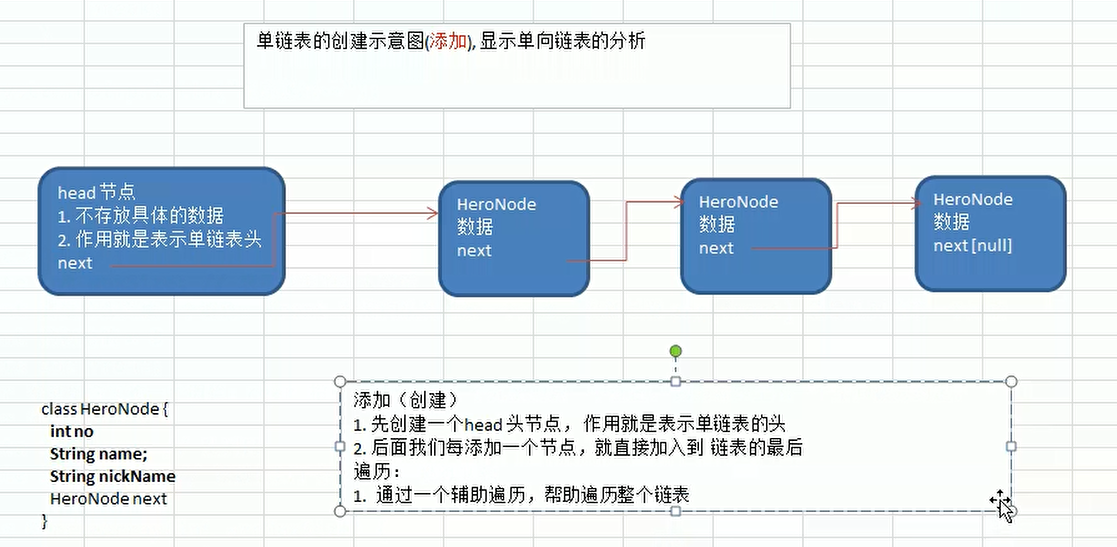 单链表的创建示意图(添加), 显示单向链表的分析
head 节点
1. 不存放具体的数据
2. 作用就是表示单链表头
next
HeroNode
数据
next
HeroNode
数据
next
HeroNode
数据
next [null]
class HeroNode {
int no
String name;
String nickName
HeroNode next
}
添加（创建）
1. 先创建一个head 头节点， 作用就是表示单链表的头
2. 后面我们每添加一个节点，就直接加入到 链表的最后
遍历：
1. 通过一个辅助遍历，帮助遍历整个链表